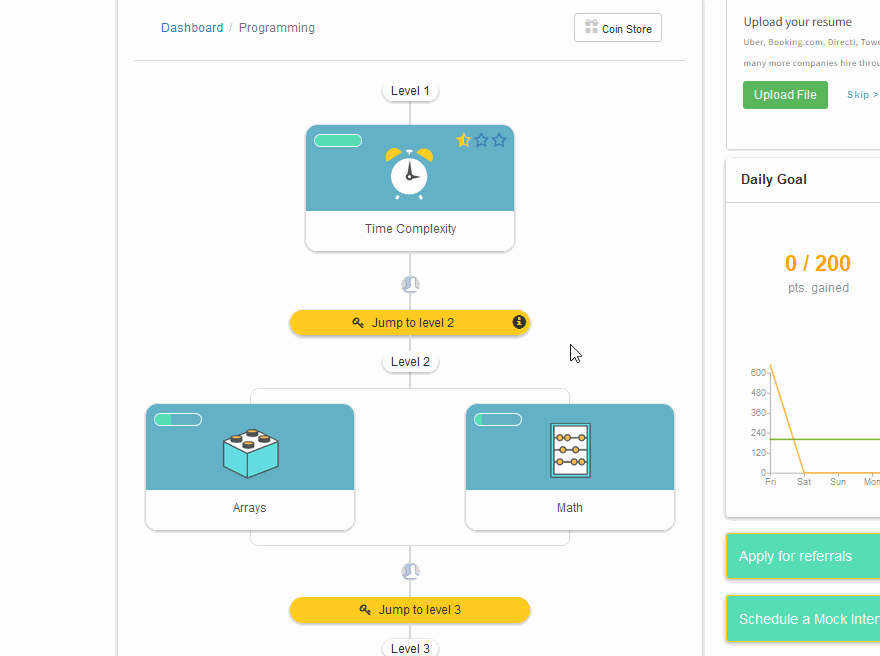 Dashboard / Programming
Coin Store
Level 1
Time Complexity
Jump to level 2
Level 2
Arrays
Math
Jump to level 3
Level 3
Upload your resume
Uber, Booking.com, Directi, Towe
many more companies hire throu
Upload File
Skip >
Daily Goal
0 / 200
pts. gained
600
480
360
240
120
0
Fri Sat Sun Mon
Apply for referrals
Schedule a Mock Inter